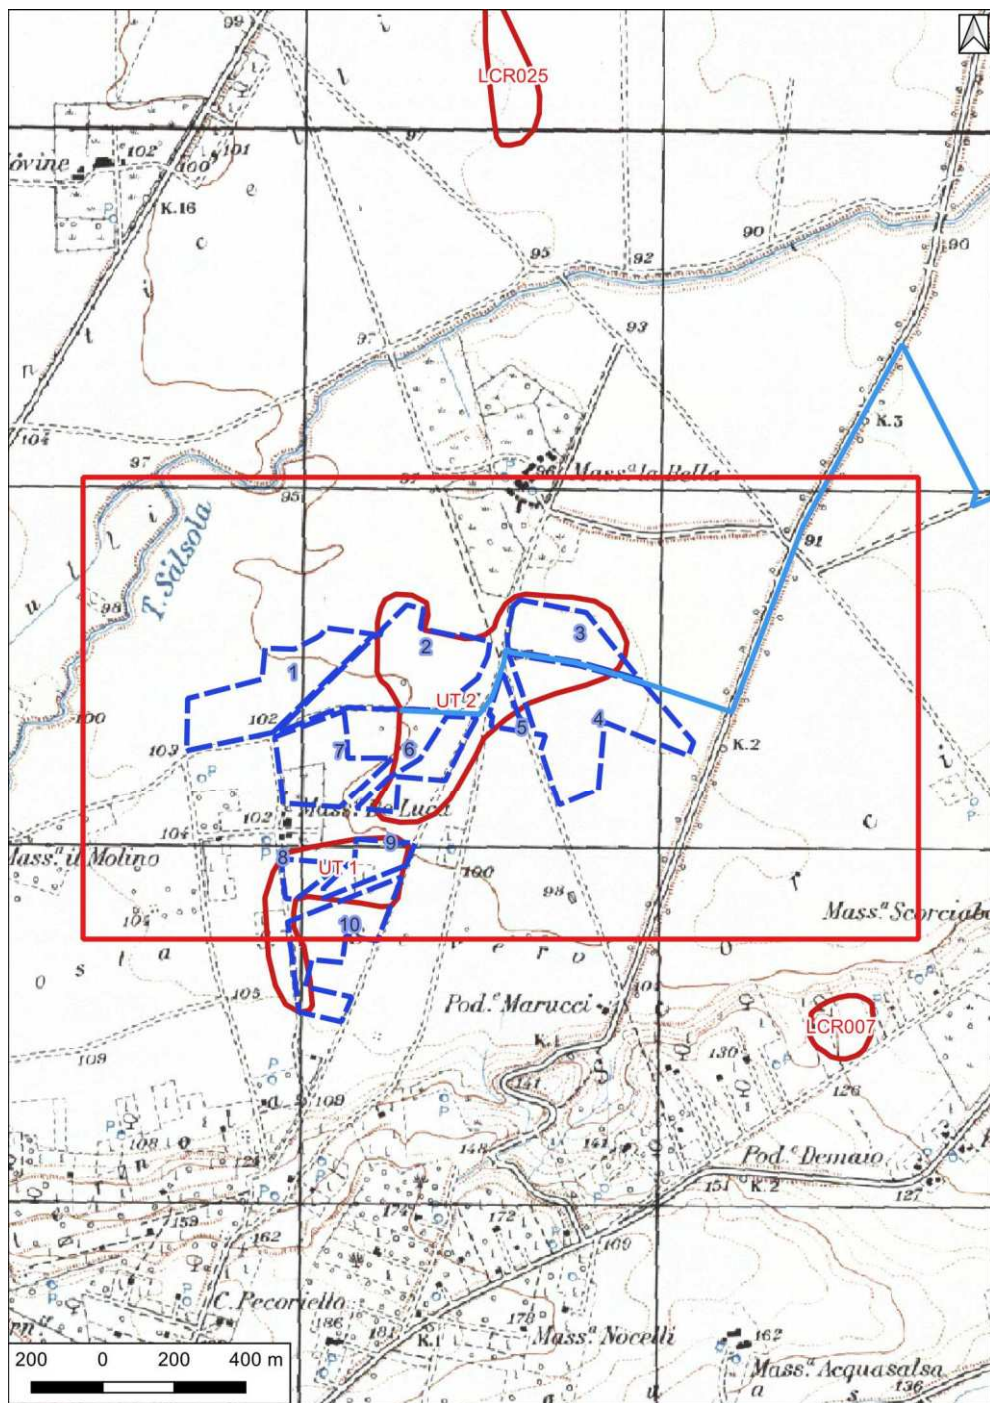 99
LCR025
97
102
100
101
ovine
P
K.16
95
92
90
90
93
97
104
K.3
97
96
Mass.ª la Bella
95
97
91
T. Salsola
98
3
2
1
UT 2
100
102
103
5
4
K.2
7
6
P
102
Mass. De Luca
P
104
P
Mass.ª il Molino
8
9
UT 1
100
98
104
10
Mass.ª Scorciabo
105
Pod.ᵉ Marucci
101
LCR007
K.1
109
130
P
141
126
P
109
P
P
108
148
141
Pod.ᵉ Demaio
151
K.2
127
P
P
174
172
159
162
169
P
P
C. Pecoriello
P
186
181
K.1
178
Mass.ª Nocelli
162
Mass.ª Acquasalsa
136
200 0 200 400 m